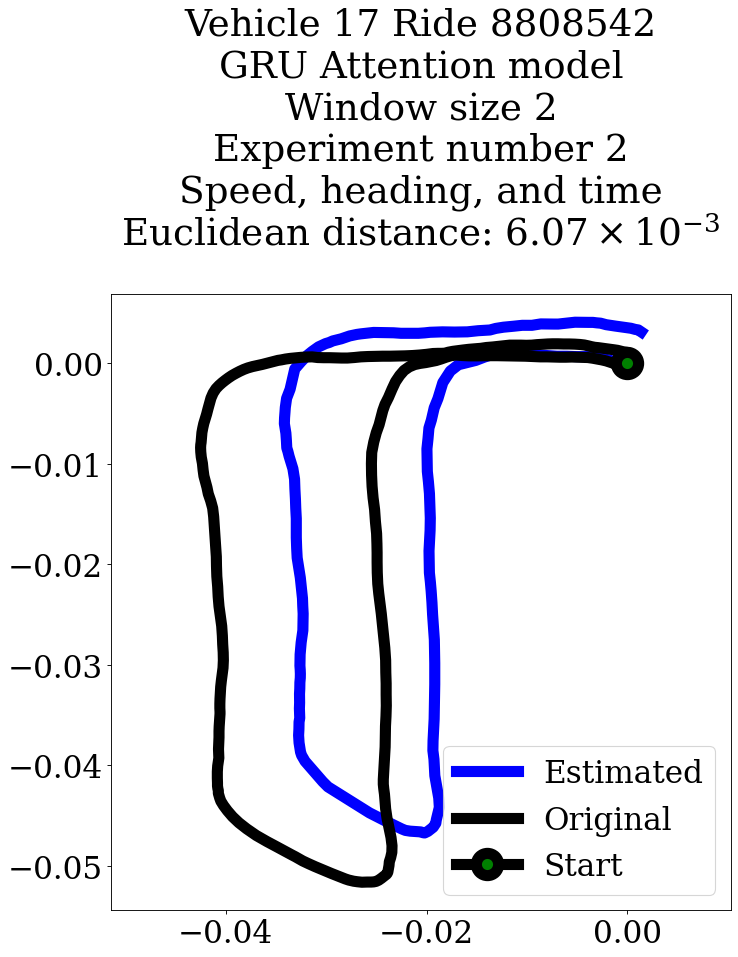 Vehicle 17 Ride 8808542
GRU Attention model
Window size 2
Experiment number 2
Speed, heading, and time
Euclidean distance: 6.07 × 10⁻³
0.00
−0.01
−0.02
−0.03
−0.04
−0.05
Estimated
Original
Start
−0.04 −0.02 0.00